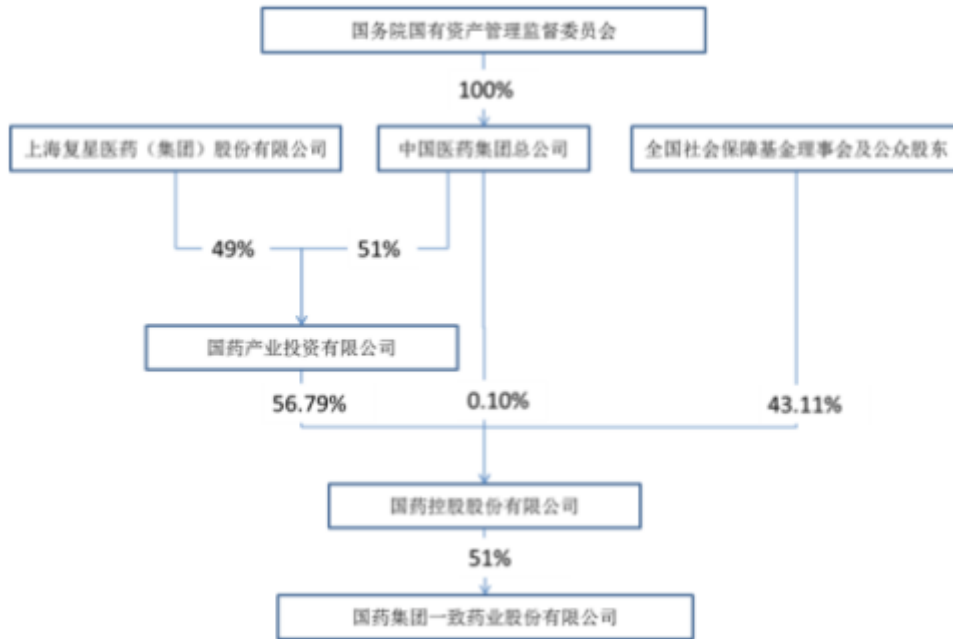 国务院国有资产管理监督委员会
100%
上海复星医药（集团）股份有限公司
中国医药集团总公司
全国社会保障基金理事会及公众股东
49%
51%
国药产业投资有限公司
56.79%
0.10%
43.11%
国药控股股份有限公司
51%
国药集团一致药业股份有限公司